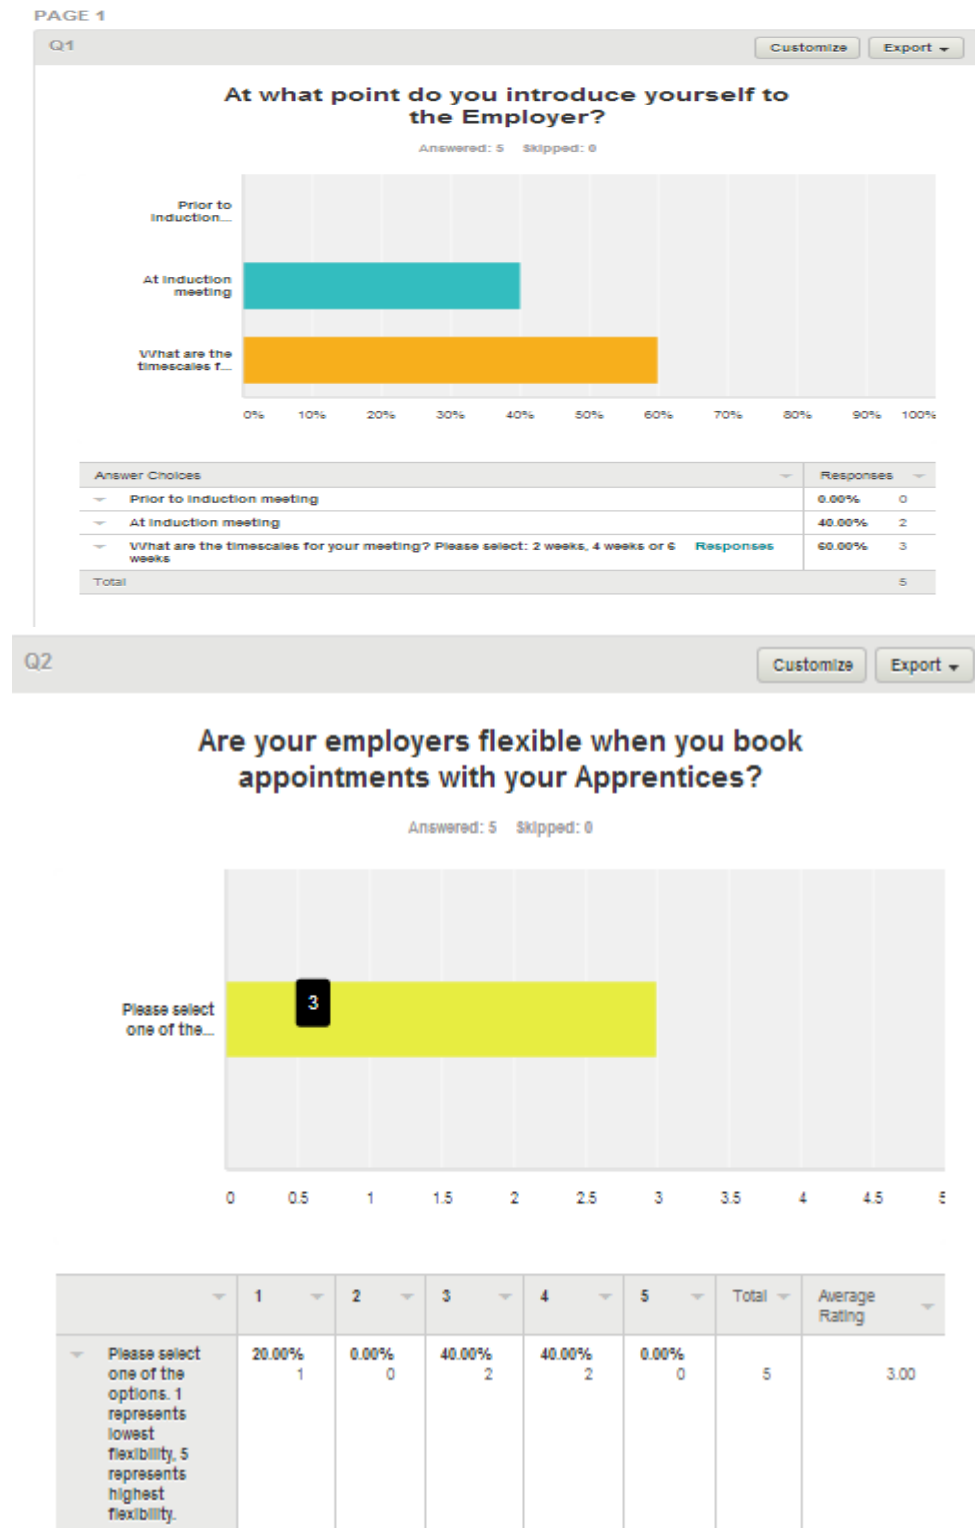 PAGE 1
Q1
Customize
Export
At what point do you introduce yourself to
the Employer?
Answered: 5 Skipped: 0
Prior to
Induction...
At Induction
meeting
What are the
timescales f...
0% 10% 20% 30% 40% 50% 60% 70% 80% 90% 100%
Answer Choices Responses
Prior to Induction meeting 0.00% 0
At Induction meeting 40.00% 2
What are the timescales for your meeting? Please select: 2 weeks, 4 weeks or 6 Responses 60.00% 3
weeks
Total 5
Q2
Customize
Export
Are your employers flexible when you book
appointments with your Apprentices?
Answered: 5 Skipped: 0
Please select
one of the...
3
0 0.5 1 1.5 2 2.5 3 3.5 4 4.5 5
1 2 3 4 5 Total Average
Rating
Please select 20.00% 0.00% 40.00% 40.00% 0.00%
one of the 1 0 2 2 0 5 3.00
options. 1
represents
lowest
flexibility, 5
represents
highest
flexibility.